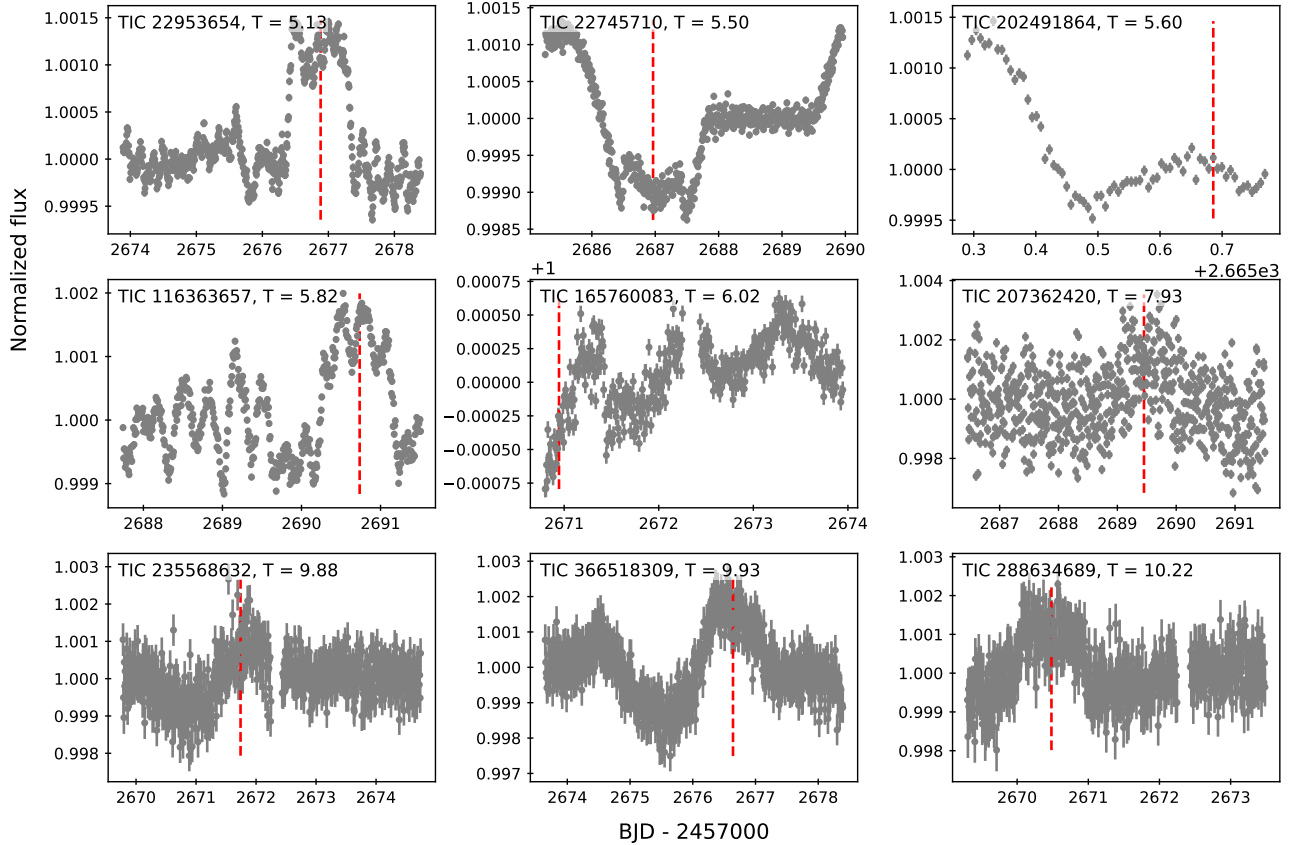 Normalized flux
TIC 22953654, T = 5.13
1.0015
1.0010
1.0005
1.0000
0.9995
2674 2675 2676 2677 2678
TIC 22745710, T = 5.50
1.0015
1.0010
1.0005
1.0000
0.9995
0.9990
0.9985
2686 2687 2688 2689 2690
TIC 202491864, T = 5.60
1.0015
1.0010
1.0005
1.0000
0.9995
0.3 0.4 0.5 0.6 0.7
+2.665e3
TIC 116363657, T = 5.82
1.002
1.001
1.000
0.999
2688 2689 2690 2691
+1
TIC 165760083, T = 6.02
0.00075
0.00050
0.00025
0.00000
−0.00025
−0.00050
−0.00075
2671 2672 2673 2674
TIC 207362420, T = 7.93
1.004
1.002
1.000
0.998
2687 2688 2689 2690 2691
TIC 235568632, T = 9.88
1.003
1.002
1.001
1.000
0.999
0.998
2670 2671 2672 2673 2674
TIC 366518309, T = 9.93
1.003
1.002
1.001
1.000
0.999
0.998
0.997
2674 2675 2676 2677 2678
TIC 288634689, T = 10.22
1.003
1.002
1.001
1.000
0.999
0.998
2670 2671 2672 2673
BJD - 2457000